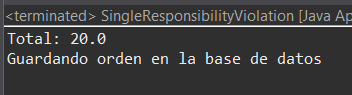 <terminated> SingleResponsibilityViolation [Java Ap
Total: 20.0
Guardando orden en la base de datos